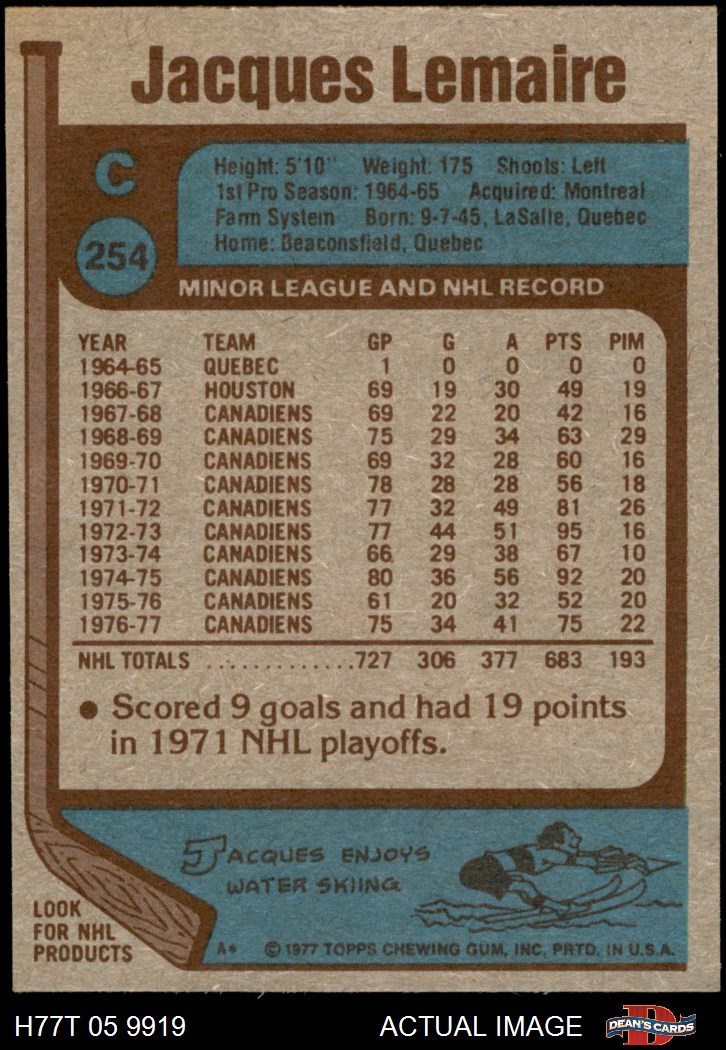 Jacques Lemaire
C
254
Height: 5'10" Weight: 175 Shoots: Left
1st Pro Season: 1964-65 Acquired: Montreal
Farm System Born: 9-7-45, LaSalle, Quebec
Home: Beaconsfield, Quebec
MINOR LEAGUE AND NHL RECORD
YEAR TEAM GP G A PTS PIM
1964-65 QUEBEC 1 0 0 0 0
1966-67 HOUSTON 69 19 30 49 19
1967-68 CANADIENS 69 22 20 42 16
1968-69 CANADIENS 75 29 34 63 29
1969-70 CANADIENS 69 32 28 60 16
1970-71 CANADIENS 78 28 28 56 18
1971-72 CANADIENS 77 32 49 81 26
1972-73 CANADIENS 77 44 51 95 16
1973-74 CANADIENS 66 29 38 67 10
1974-75 CANADIENS 80 36 56 92 20
1975-76 CANADIENS 61 20 32 52 20
1976-77 CANADIENS 75 34 41 75 22
NHL TOTALS .............727 306 377 683 193
● Scored 9 goals and had 19 points
in 1971 NHL playoffs.
JACQUES ENJOYS
WATER SKIING
LOOK
FOR NHL
PRODUCTS
A* © 1977 TOPPS CHEWING GUM, INC. PRTD. IN U.S.A.
H77T 05 9919 ACTUAL IMAGE D DEAN'S CARDS